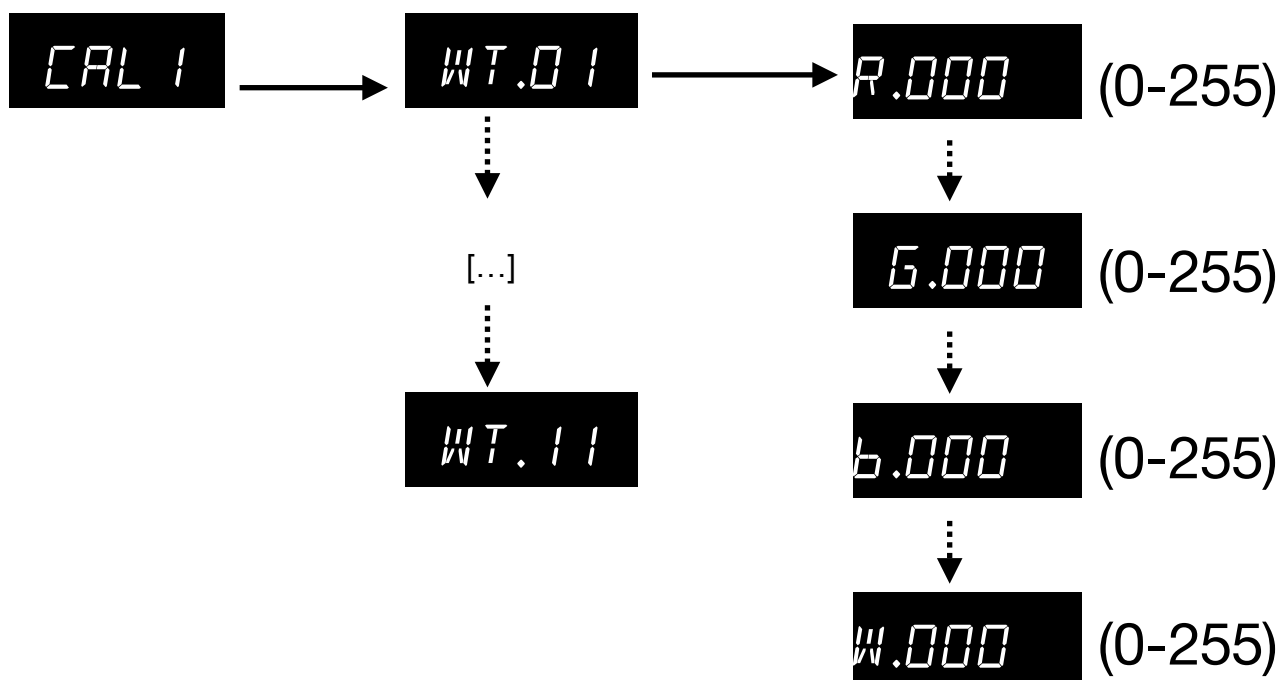 CAL 1
WT.01
R.000 (0-255)
G.000 (0-255)
[...]
b.000 (0-255)
WT.11
W.000 (0-255)